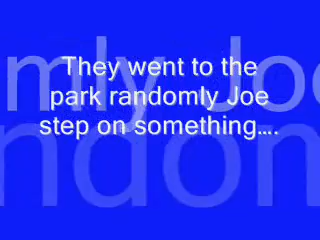 They went to the
park randomly Joe
step on something….